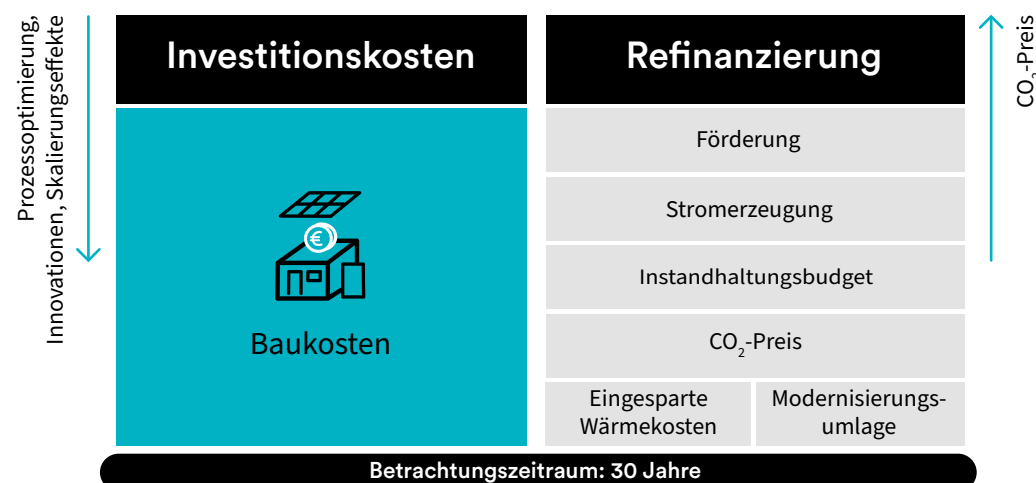 Prozessoptimierung,
Innovationen, Skalierungseffekte
Investitionskosten
€
Baukosten
Refinanzierung
Förderung
Stromerzeugung
Instandhaltungsbudget
CO₂-Preis
Eingesparte
Wärmekosten
Modernisierungs-
umlage
CO₂-Preis
Betrachtungszeitraum: 30 Jahre